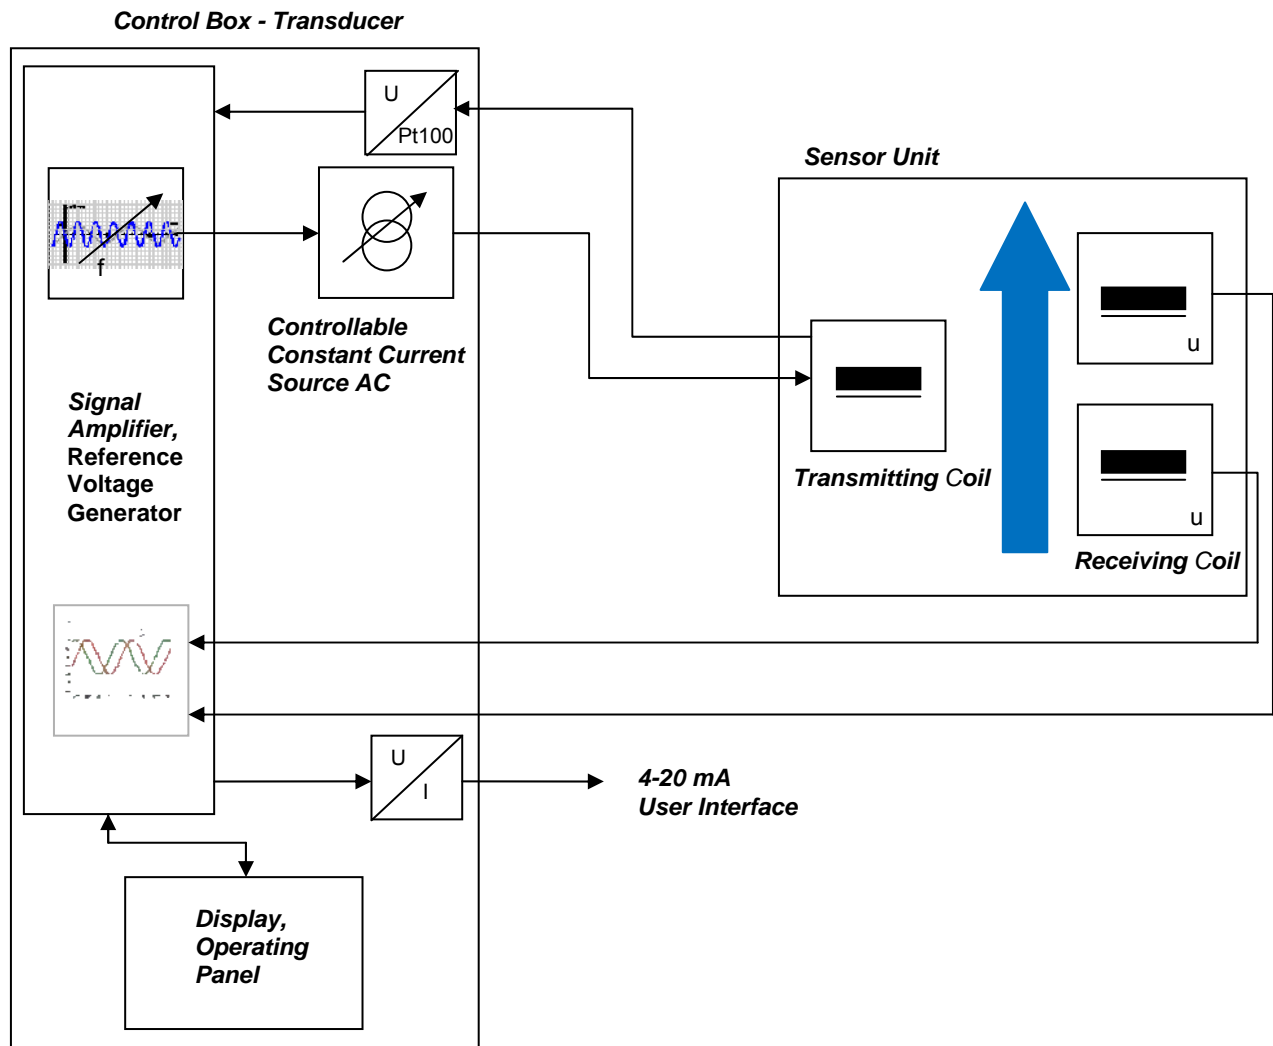 Control Box - Transducer
U
Pt100
Sensor Unit
f
u
Controllable
Constant Current
Source AC
Signal
Amplifier,
Reference
Voltage
Generator
Transmitting Coil
u
Receiving Coil
U
I
4-20 mA
User Interface
Display,
Operating
Panel